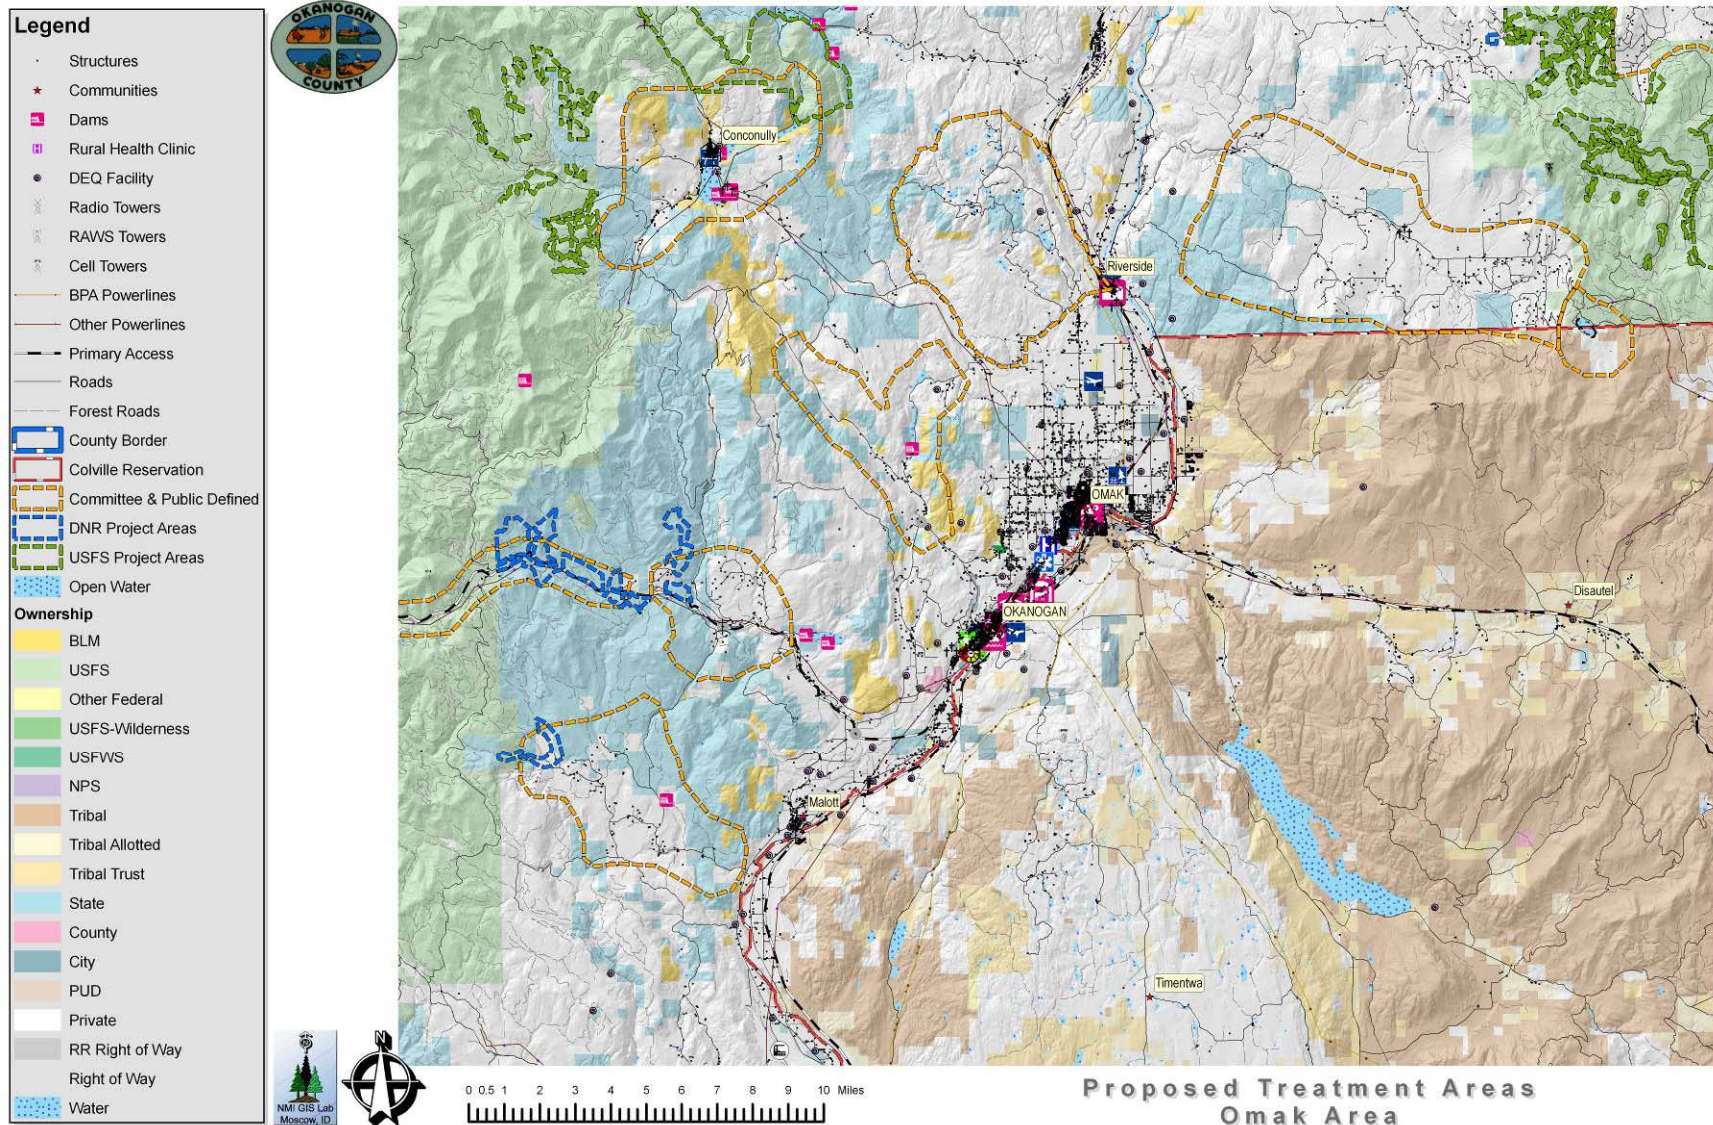 Legend
Structures
Communities
Dams
Rural Health Clinic
DEQ Facility
Radio Towers
RAWS Towers
Cell Towers
BPA Powerlines
Other Powerlines
Primary Access
Roads
Forest Roads
County Border
Colville Reservation
Committee & Public Defined
DNR Project Areas
USFS Project Areas
Open Water
Ownership
BLM
USFS
Other Federal
USFS-Wilderness
USFWS
NPS
Tribal
Tribal Allotted
Tribal Trust
State
County
City
PUD
Private
RR Right of Way
Right of Way
Water
OKANOGAN
COUNTY
Conconully
Riverside
OMAK
OKANOGAN
Disautel
Malott
Timentwa
NMI GIS Lab
Moscow, ID
N
0 0.5 1 2 3 4 5 6 7 8 9 10 Miles
Proposed Treatment Areas
Omak Area